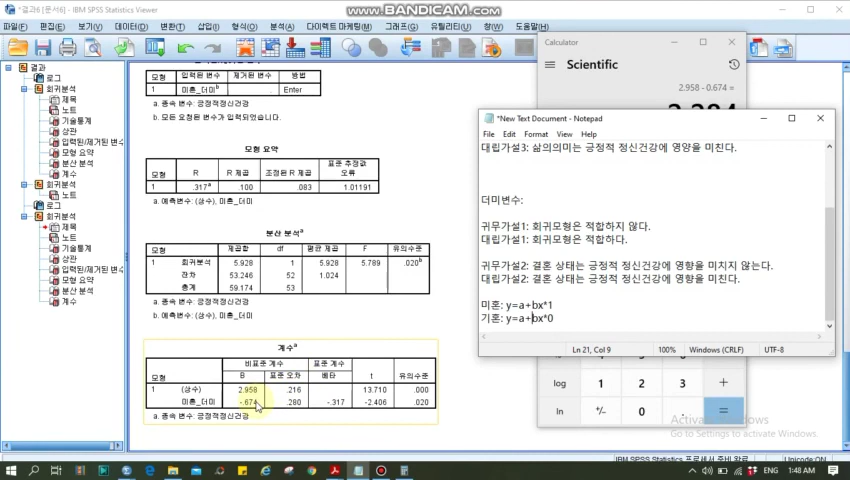 www.BANDICAM.com
*결과6 [문서6] - IBM SPSS Statistics Viewer
파일(F) 편집(E) 보기(V) 데이터(D) 변환(T) 삽입(I) 형식(O) 분석(A) 다이렉트 마케팅(M) 그래프(G) 유틸리티(U) 창(W) 도움말(H)
결과
로그
회귀분석
제목
노트
기술통계
상관
입력된/제거된 변수
모형 요약
분산 분석
계수
회귀분석
노트
로그
회귀분석
제목
노트
기술통계
상관
입력된/제거된 변수
모형 요약
분산 분석
계수
모형 입력된 변수 제거된 변수 방법
1 미혼_더미b . Enter
a. 종속 변수: 긍정적정신건강
b. 모든 요청된 변수가 입력되었습니다.
모형 요약
모형 R R 제곱 조정된 R 제곱 표준 추정값 오류
1 .317a .100 .083 1.01191
a. 예측변수: (상수), 미혼_더미
분산 분석a
모형 제곱합 df 평균 제곱 F 유의수준
1 회귀분석 5.928 1 5.928 5.789 .020b
잔차 53.246 52 1.024
총계 59.174 53
a. 종속 변수: 긍정적정신건강
b. 예측변수: (상수), 미혼_더미
계수a
비표준 계수 표준 계수
모형 B 표준 오차 베타 t 유의수준
1 (상수) 2.958 .216 13.710 .000
미혼_더미 -.674 .280 -.317 -2.406 .020
a. 종속 변수: 긍정적정신건강
Calculator
Scientific
2.958 - 0.674 =
2.284
*New Text Document - Notepad
File Edit Format View Help
대립가설3: 삶의의미는 긍정적 정신건강에 영양을 미친다.
더미변수:
귀무가설1: 회귀모형은 적합하지 않다.
대립가설1: 회귀모형은 적합하다.
귀무가설2: 결혼 상태는 긍정적 정신건강에 영향을 미치지 않는다.
대립가설2: 결혼 상태는 긍정적 정신건강에 영향을 미친다.
미혼: y=a+bx*1
기혼: y=a+bx*0
Ln 21, Col 9 100% Windows (CRLF) UTF-8
log 1 2 3 +
ln +/- 0 . =
Activate Windows
Go to Settings to activate Windows.
IBM SPSS Statistics 프로세서 준비 완료 Unicode:ON
ENG 1:48 AM